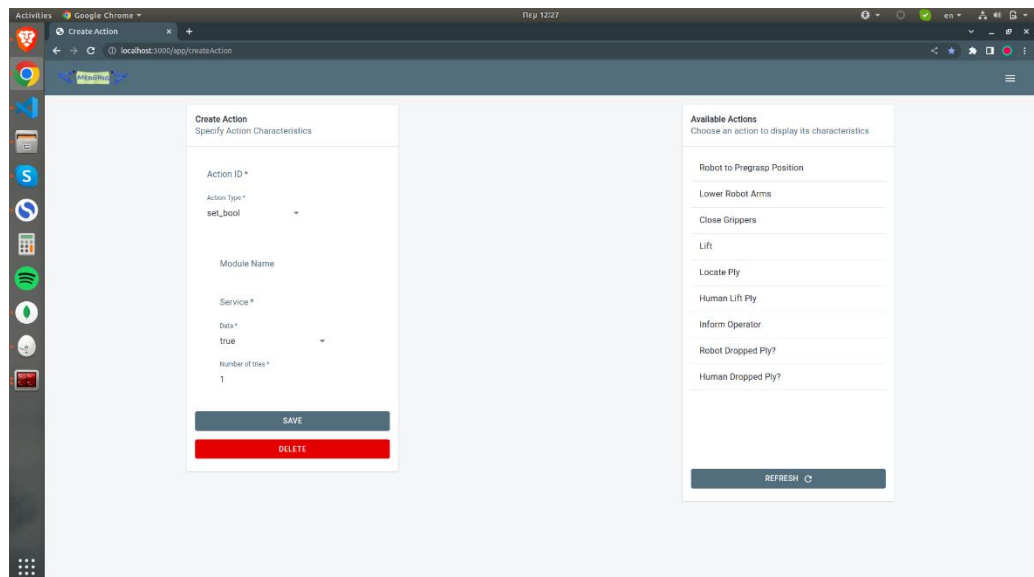 Activities
Google Chrome
Πεμ 12:27
en
Create Action
localhost:3000/app/createAction
MERGING
Create Action
Specify Action Characteristics
Action ID *
Action Type *
set_bool
Module Name
Service *
Data *
true
Number of tries *
1
SAVE
DELETE
Available Actions
Choose an action to display its characteristics
Robot to Pregrasp Position
Lower Robot Arms
Close Grippers
Lift
Locate Ply
Human Lift Ply
Inform Operator
Robot Dropped Ply?
Human Dropped Ply?
REFRESH